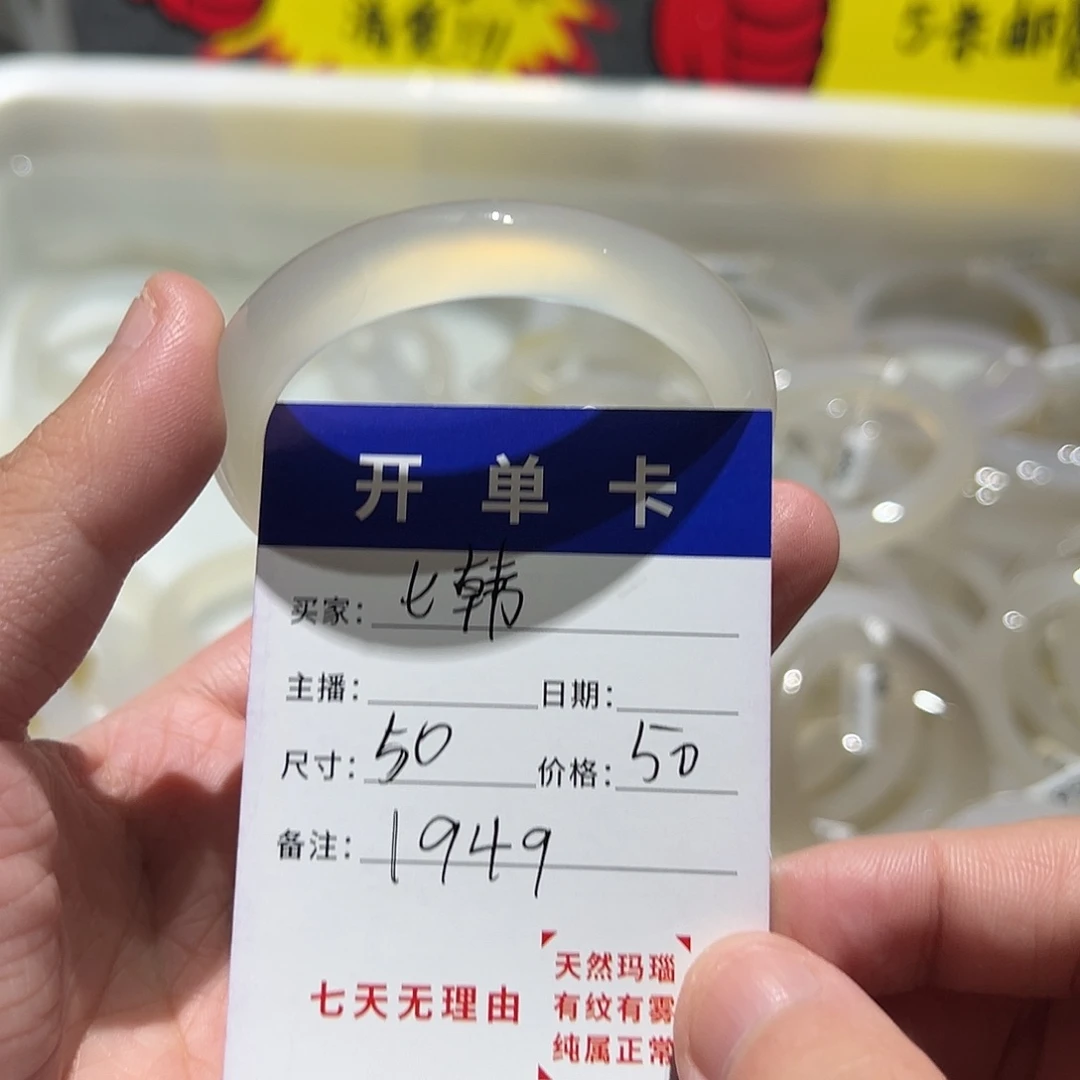 开单卡
买家：七韩
主播： 日期：
尺寸：50 价格：50
备注：1949
七天无理由
天然玛瑙
有纹有雾
纯属正常